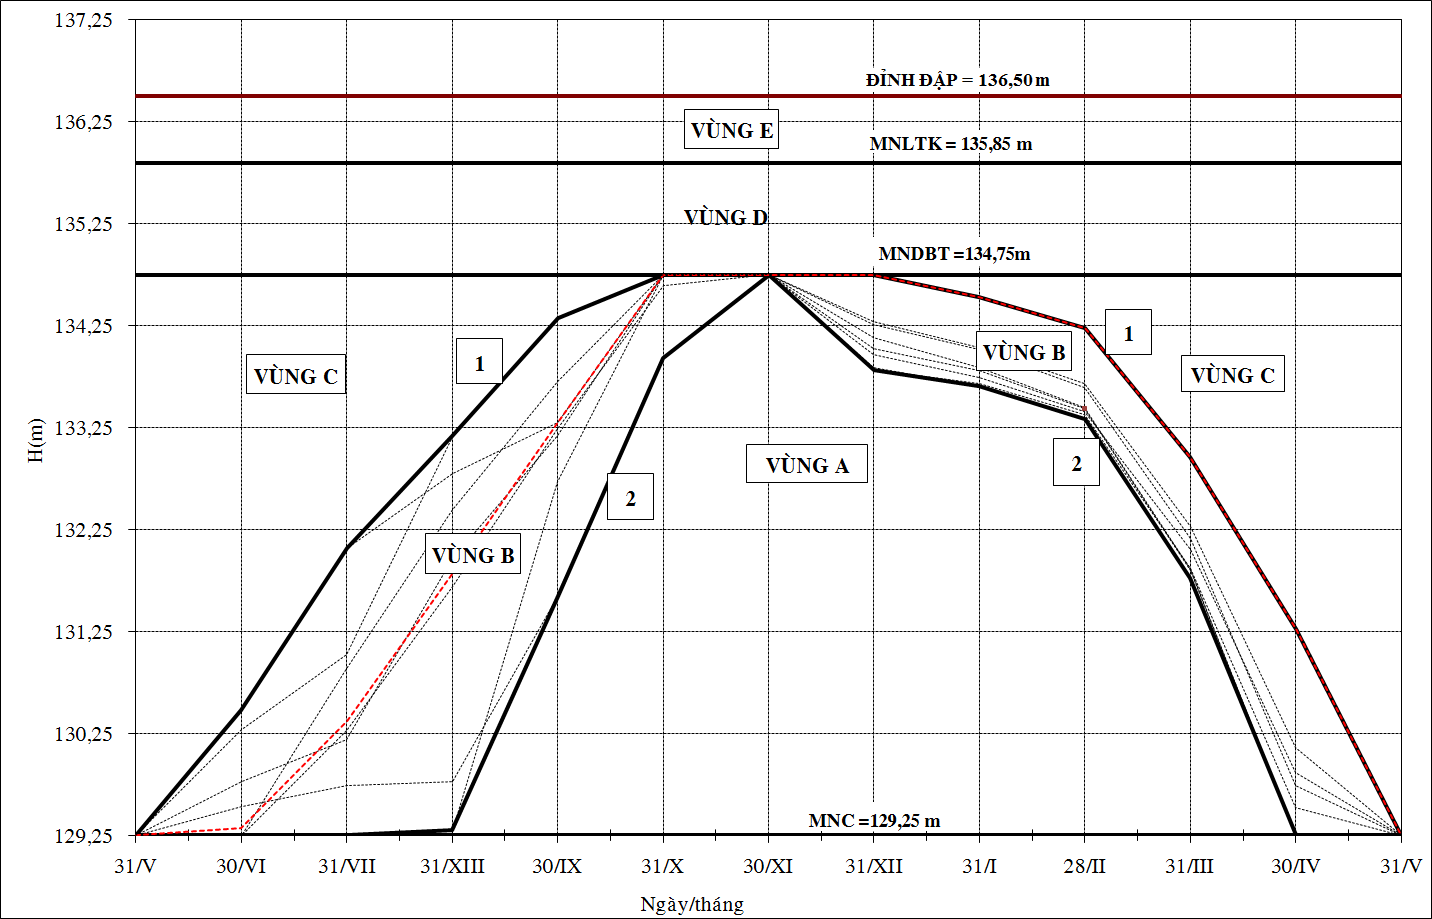 137,25
ĐỈNH ĐẬP = 136,50 m
136,25
VÙNG E
MNLTK = 135,85 m
135,25
VÙNG D
MNDBT =134,75m
134,25
1
1
VÙNG B
VÙNG C
VÙNG C
133,25
H(m)
VÙNG A
2
2
132,25
VÙNG B
131,25
130,25
MNC =129,25 m
129,25
31/V 30/VI 31/VII 31/XIII 30/IX 31/X 30/XI 31/XII 31/I 28/II 31/III 30/IV 31/V
Ngày/tháng